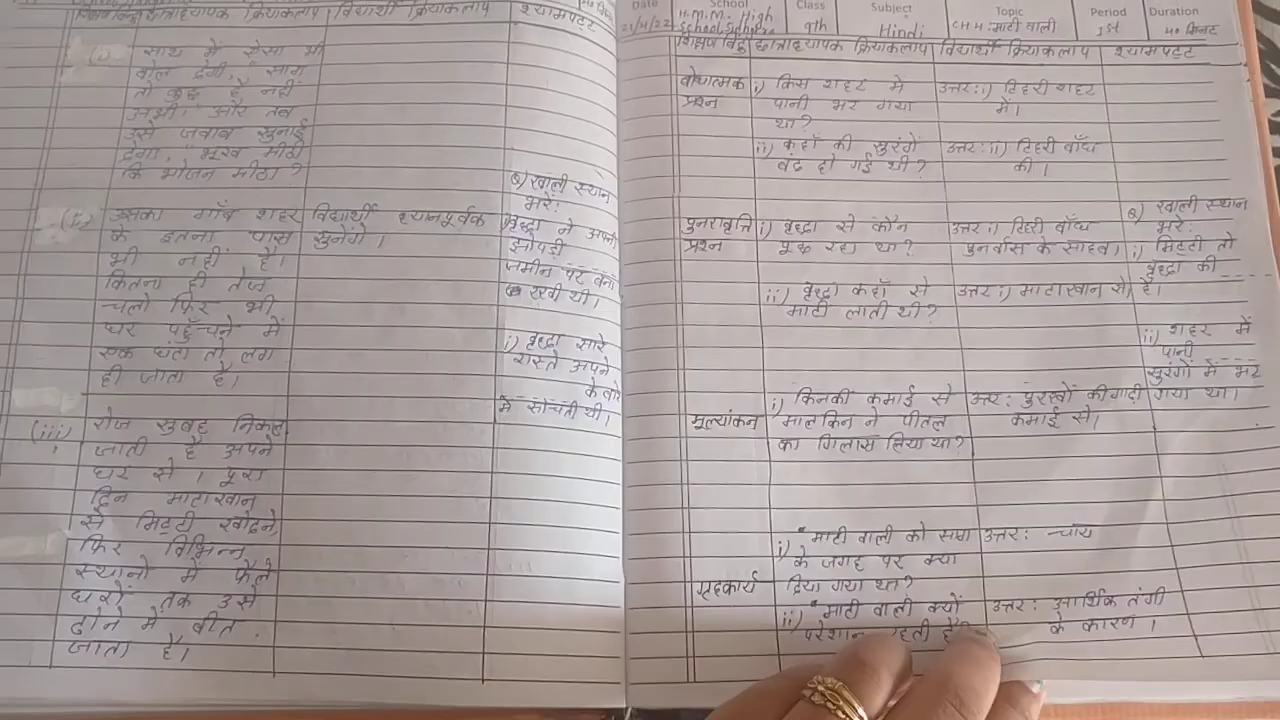 छात्राध्यापक क्रियाकलाप विद्यार्थी क्रियाकलाप श्यामपट्ट
साथ में ऐसा भी
बोल देगी, "साग
तो कुछ है नहीं
अभी" और तब
उसे जवाब सुनाई
देगा, "भूख मीठी
कि भोजन मीठा?
(ii) उसका गाँव शहर
के इतना पास
भी नहीं है।
कितना ही तेज
चलो फिर भी
घर पहुँचने में
एक घंटा तो लग
ही जाता है।
(iii) रोज सुबह निकल
जाती है अपने
घर से। पूरा
दिन माटाखान
से मिट्टी खोदने,
फिर विभिन्न
स्थानो में फैले
घरों तक उसे
ढोने में बीत
जाता है।
विद्यार्थी ध्यानपूर्वक
सुनेंगे।
Q) खाली स्थान
भरें:
वृद्धा ने अपनी
झोपड़ी
जमीन पर बना
रखी थी।
i) वृद्धा सारे
रास्ते अपने
के बारे
में सोचती थी।
Date School Class Subject Topic Period Duration
21/4/22 H.M.M. High 9th Hindi CH4: माटी वाली Ist 40 मिनट
School
शिक्षण बिंदु छात्राध्यापक क्रियाकलाप विद्यार्थी क्रियाकलाप श्यामपट्ट
बोधात्मक
प्रश्न
i) किस शहर में
पानी भर गया
था?
उत्तर: i) टिहरी शहर
में।
ii) कहाँ की सुरंगें
बंद हो गई थी?
उत्तर: ii) टिहरी बाँध
की।
पुनरावृत्ति
प्रश्न
i) वृद्धा से कौन
पूछ रहा था?
उत्तर: i) टिहरी बाँध
पुनर्वास के साहब।
ii) वृद्धा कहाँ से
माटी लाती थी?
उत्तर: i) माटाखान से।
Q) खाली स्थान
भरे:
i) मिट्टी तो
वृद्धा की
है।
ii) शहर में
पानी
सुरंगों में भर
गया था।
मूल्यांकन
i) किनकी कमाई से
मालकिन ने पीतल
का गिलास लिया था?
उत्तर: पुरखों की गाढ़ी
कमाई से।
गृहकार्य
i) माटी वाली को
के जगह पर क्या
दिया गया था?
उत्तर: चाय
ii) माटी वाली क्यों
परेशान रहती है
उत्तर: आर्थिक तंगी
के कारण।